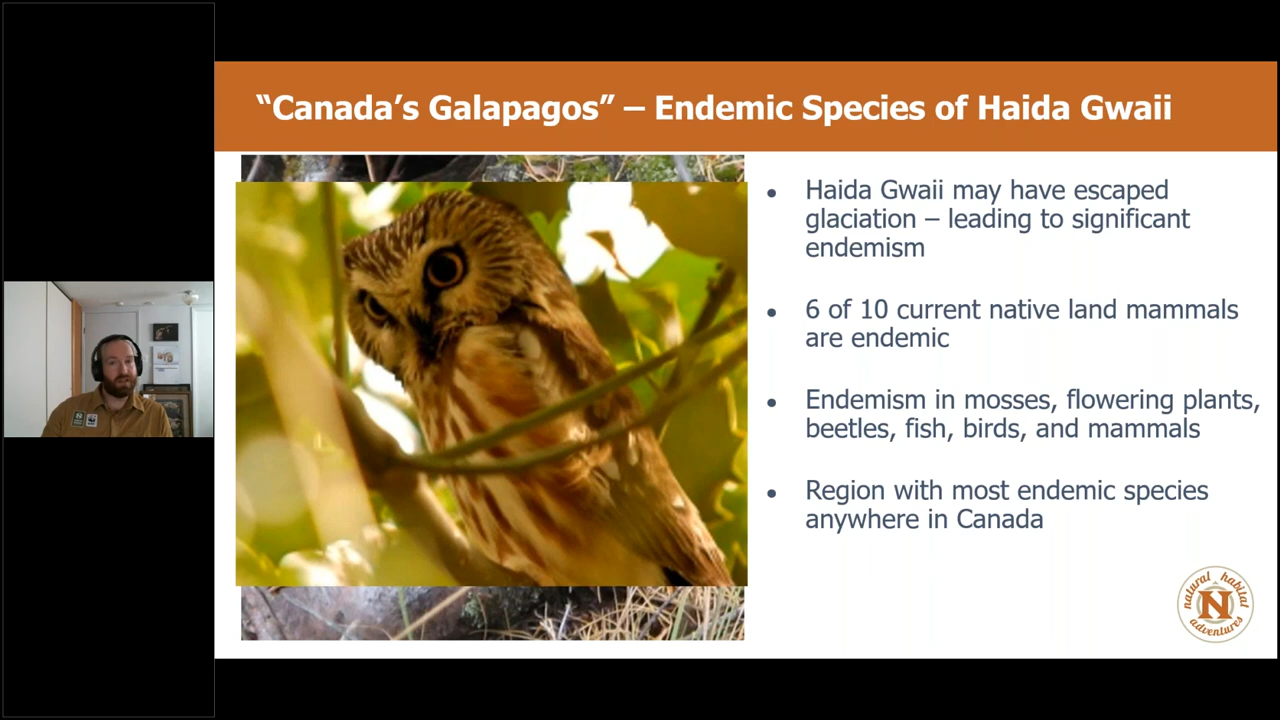 “Canada’s Galapagos” – Endemic Species of Haida Gwaii
• Haida Gwaii may have escaped
glaciation – leading to significant
endemism
• 6 of 10 current native land mammals
are endemic
• Endemism in mosses, flowering plants,
beetles, fish, birds, and mammals
• Region with most endemic species
anywhere in Canada
natural habitat
N
adventures